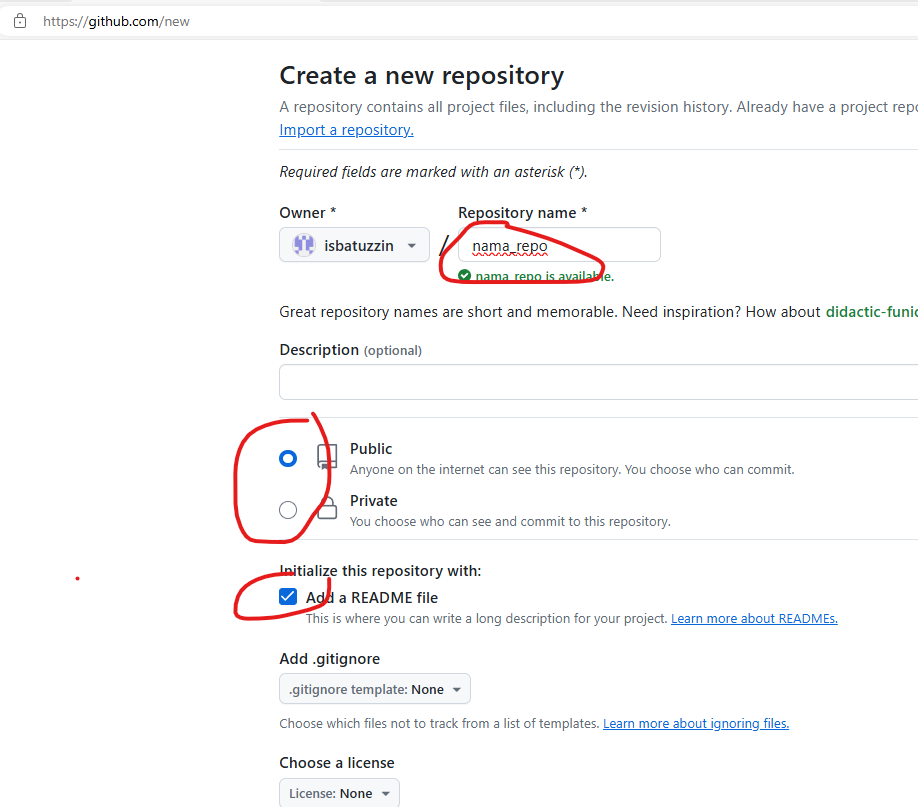 https://github.com/new
Create a new repository
A repository contains all project files, including the revision history. Already have a project repo
Import a repository.
Required fields are marked with an asterisk (*).
Owner *
Repository name *
isbatuzzin
/
nama_repo
nama_repo is available.
Great repository names are short and memorable. Need inspiration? How about didactic-funic
Description (optional)
Public
Anyone on the internet can see this repository. You choose who can commit.
Private
You choose who can see and commit to this repository.
Initialize this repository with:
Add a README file
This is where you can write a long description for your project. Learn more about READMEs.
Add .gitignore
.gitignore template: None
Choose which files not to track from a list of templates. Learn more about ignoring files.
Choose a license
License: None